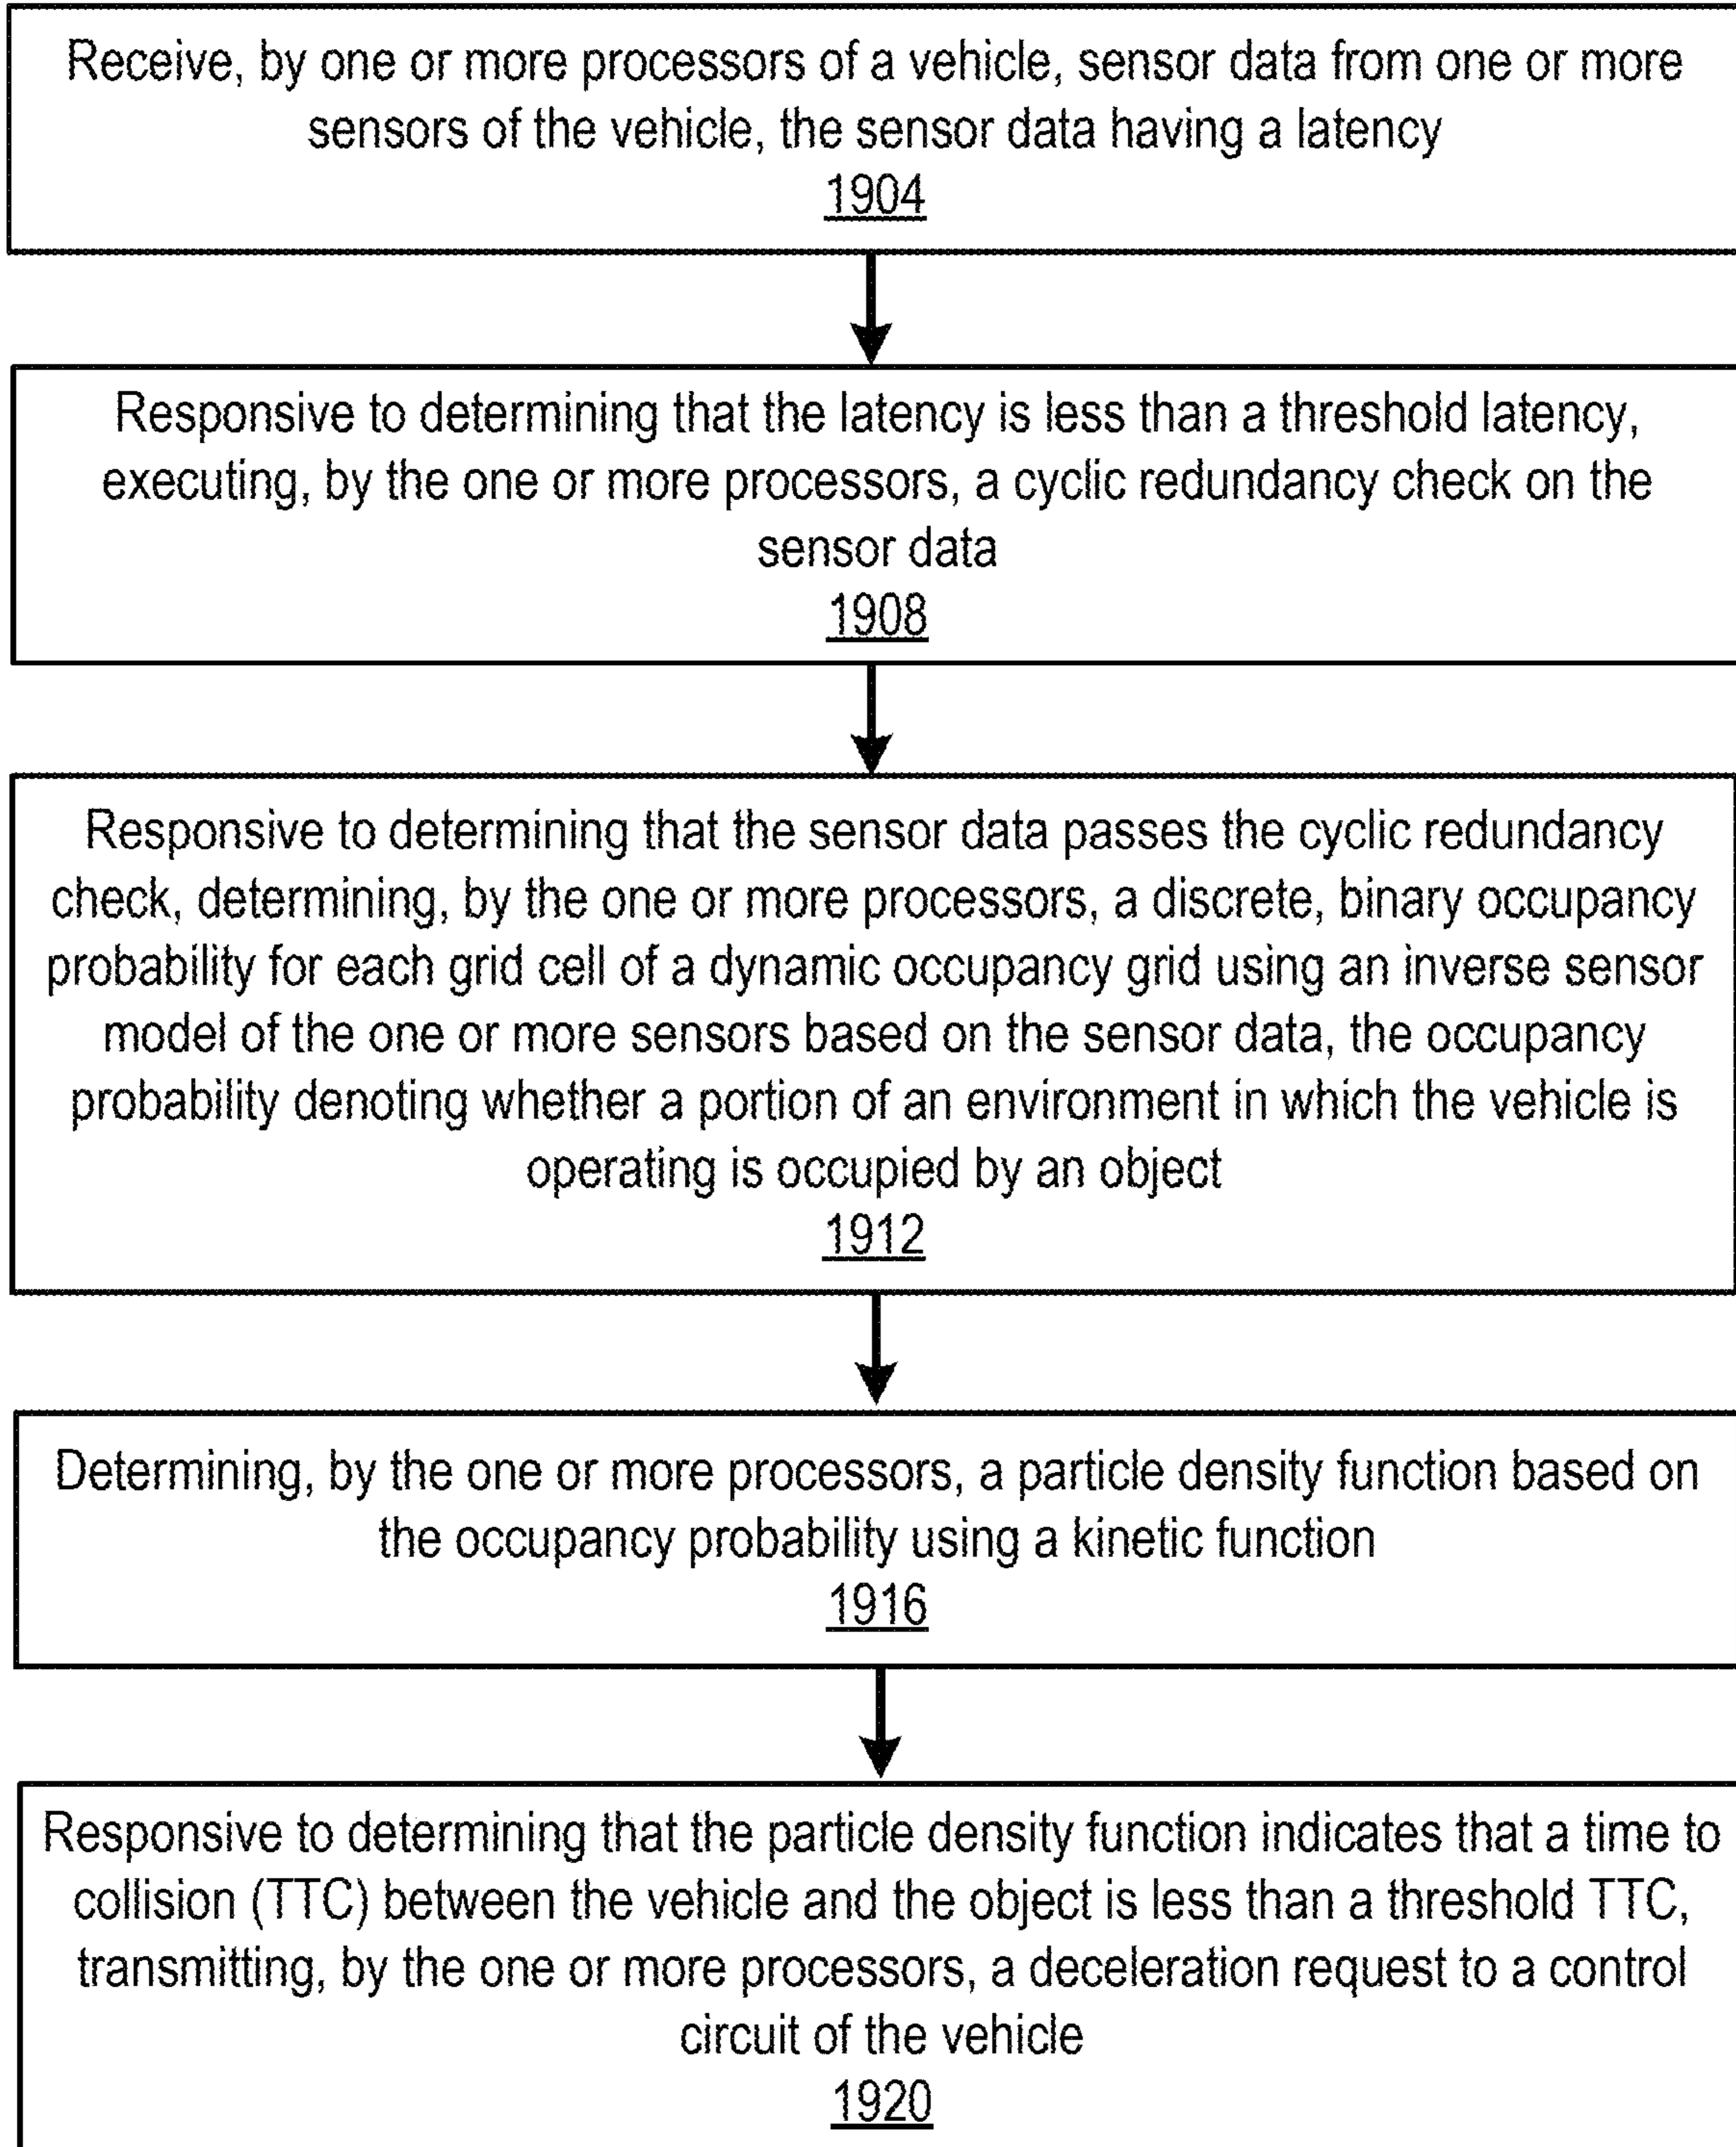 Receive, by one or more processors of a vehicle, sensor data from one or more
sensors of the vehicle, the sensor data having a latency
1904
Responsive to determining that the latency is less than a threshold latency,
executing, by the one or more processors, a cyclic redundancy check on the
sensor data
1908
Responsive to determining that the sensor data passes the cyclic redundancy
check, determining, by the one or more processors, a discrete, binary occupancy
probability for each grid cell of a dynamic occupancy grid using an inverse sensor
model of the one or more sensors based on the sensor data, the occupancy
probability denoting whether a portion of an environment in which the vehicle is
operating is occupied by an object
1912
Determining, by the one or more processors, a particle density function based on
the occupancy probability using a kinetic function
1916
Responsive to determining that the particle density function indicates that a time to
collision (TTC) between the vehicle and the object is less than a threshold TTC,
transmitting, by the one or more processors, a deceleration request to a control
circuit of the vehicle
1920